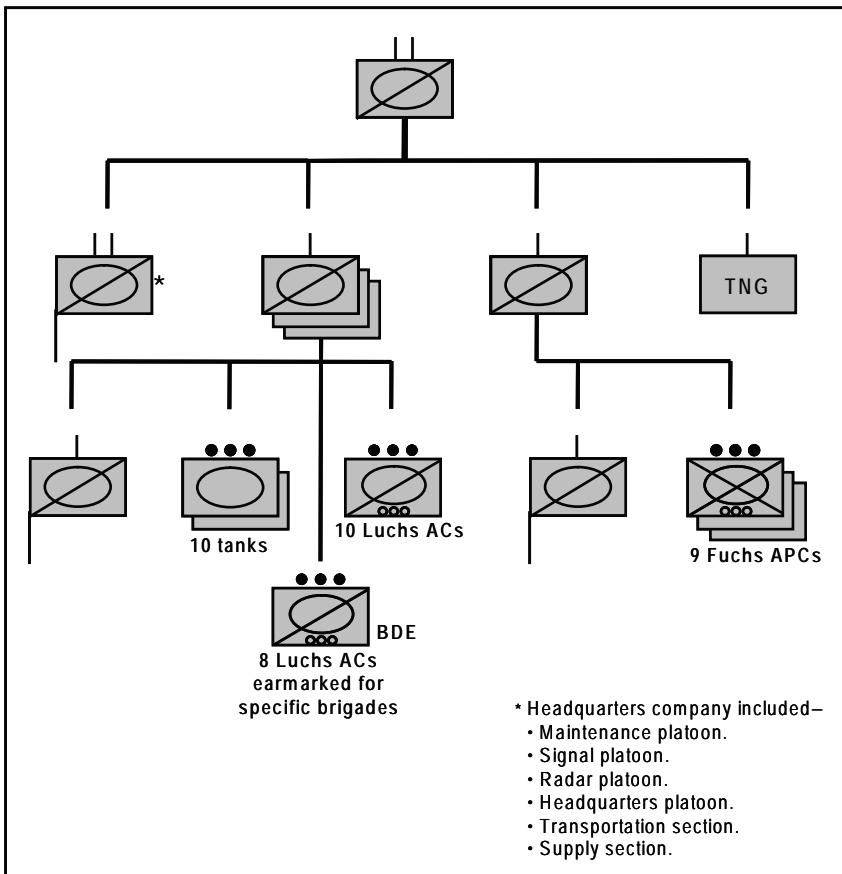 *
TNG
10 tanks
10 Luchs ACs
9 Fuchs APCs
BDE
8 Luchs ACs
earmarked for
specific brigades
* Headquarters company included–
• Maintenance platoon.
• Signal platoon.
• Radar platoon.
• Headquarters platoon.
• Transportation section.
• Supply section.